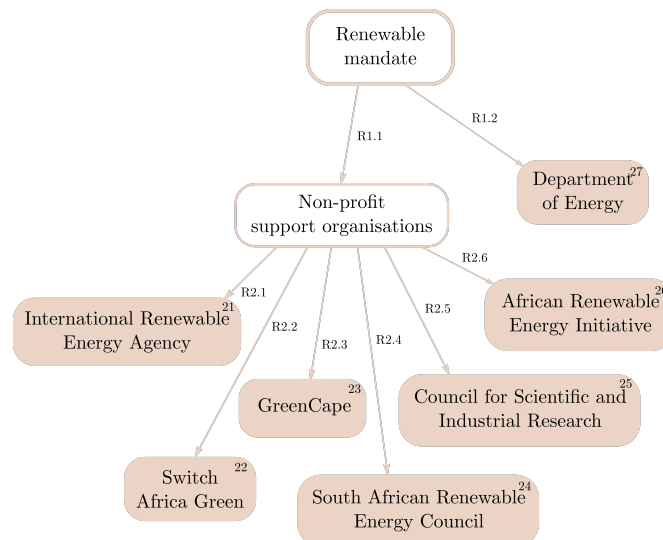 Renewable
mandate
R1.1
R1.2
27
Department
of Energy
Non-profit
support organisations
R2.6
R2.1
R2.5
R2.2
R2.3
R2.4
21
International Renewable
Energy Agency
African Renewable
Energy Initiative
23
GreenCape
25
Council for Scientific and
Industrial Research
22
Switch
Africa Green
24
South African Renewable
Energy Council